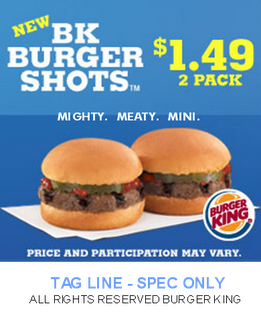 NEW
BK
BURGER
SHOTS™
$1.49
2 PACK
MIGHTY. MEATY. MINI.
BURGER
KING
PRICE AND PARTICIPATION MAY VARY.
TAG LINE - SPEC ONLY
ALL RIGHTS RESERVED BURGER KING